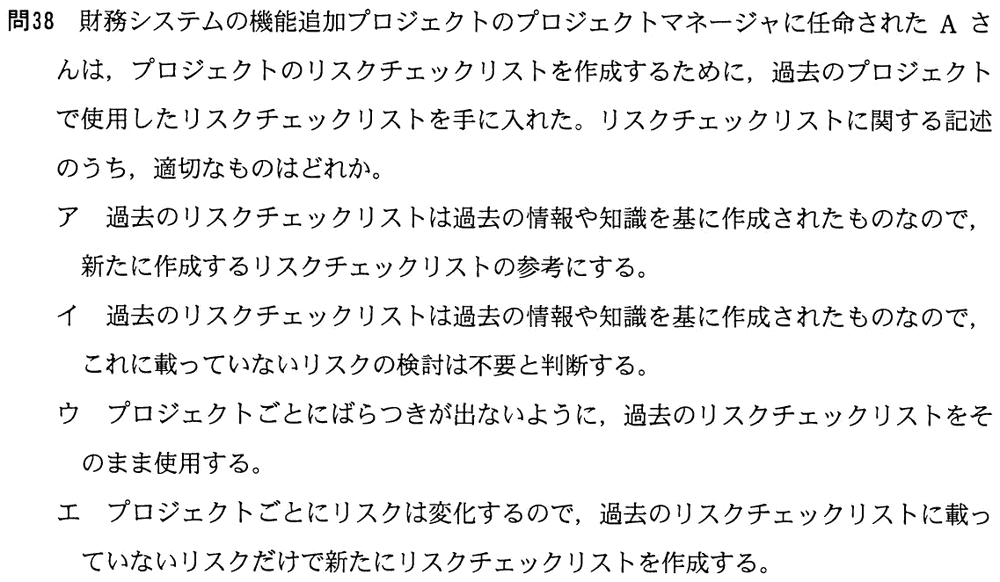 問38　財務システムの機能追加プロジェクトのプロジェクトマネージャに任命された A さ
んは，プロジェクトのリスクチェックリストを作成するために，過去のプロジェクト
で使用したリスクチェックリストを手に入れた。リスクチェックリストに関する記述
のうち，適切なものはどれか。
ア　過去のリスクチェックリストは過去の情報や知識を基に作成されたものなので，
新たに作成するリスクチェックリストの参考にする。
イ　過去のリスクチェックリストは過去の情報や知識を基に作成されたものなので，
これに載っていないリスクの検討は不要と判断する。
ウ　プロジェクトごとにばらつきが出ないように，過去のリスクチェックリストをそ
のまま使用する。
エ　プロジェクトごとにリスクは変化するので，過去のリスクチェックリストに載っ
ていないリスクだけで新たにリスクチェックリストを作成する。